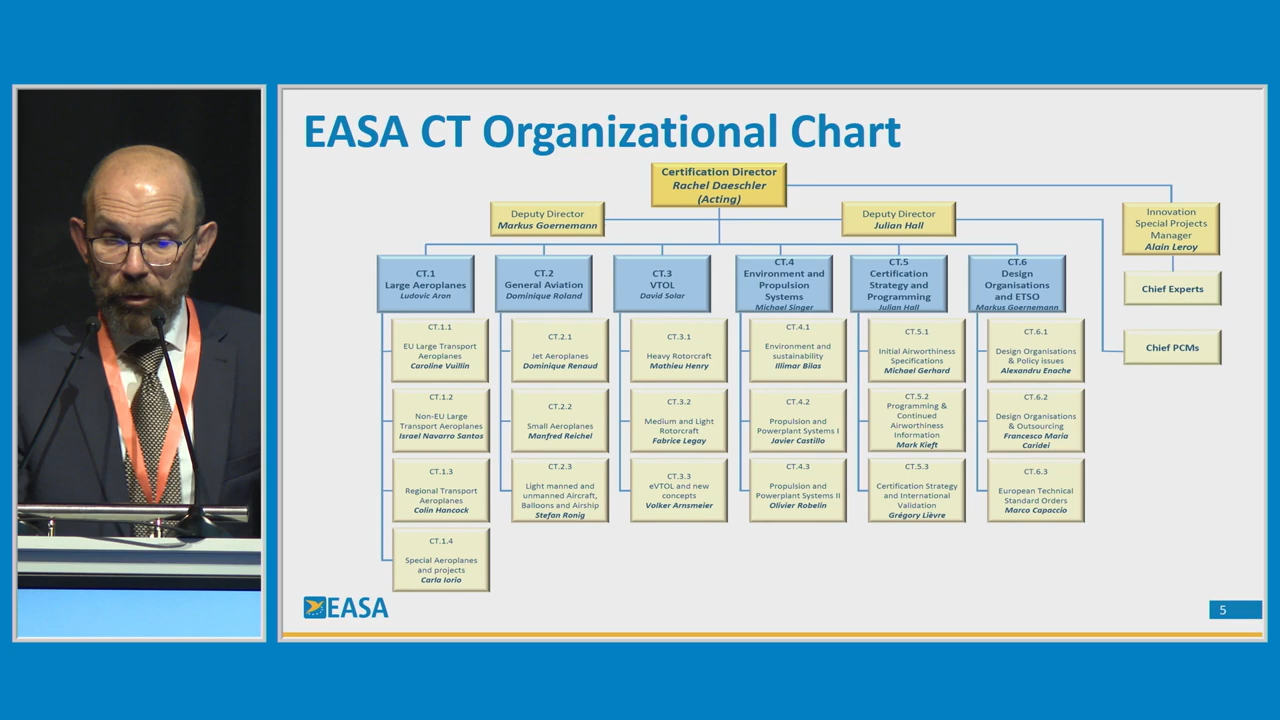 EASA CT Organizational Chart
Certification Director
Rachel Daeschler
(Acting)
Deputy Director
Markus Goernemann
Deputy Director
Julian Hall
Innovation
Special Projects
Manager
Alain Leroy
Chief Experts
Chief PCMs
CT.1
Large Aeroplanes
Ludovic Aron
CT.2
General Aviation
Dominique Roland
CT.3
VTOL
David Solar
CT.4
Environment and
Propulsion
Systems
Michael Singer
CT.5
Certification
Strategy and
Programming
Julian Hall
CT.6
Design
Organisations
and ETSO
Markus Goernemann
CT.1.1
EU Large Transport
Aeroplanes
Caroline Vuillin
CT.2.1
Jet Aeroplanes
Dominique Renaud
CT.3.1
Heavy Rotorcraft
Mathieu Henry
CT.4.1
Environment and
sustainability
Illimar Bilas
CT.5.1
Initial Airworthiness
Specifications
Michael Gerhard
CT.6.1
Design Organisations
& Policy issues
Alexandru Enache
CT.1.2
Non-EU Large
Transport Aeroplanes
Israel Navarro Santos
CT.2.2
Small Aeroplanes
Manfred Reichel
CT.3.2
Medium and Light
Rotorcraft
Fabrice Legay
CT.4.2
Propulsion and
Powerplant Systems I
Javier Castillo
CT.5.2
Programming &
Continued
Airworthiness
Information
Mark Kieft
CT.6.2
Design Organisations
& Outsourcing
Francesco Maria
Caridei
CT.1.3
Regional Transport
Aeroplanes
Colin Hancock
CT.2.3
Light manned and
unmanned Aircraft,
Balloons and Airship
Stefan Ronig
CT.3.3
eVTOL and new
concepts
Volker Arnsmeier
CT.4.3
Propulsion and
Powerplant Systems II
Olivier Robelin
CT.5.3
Certification Strategy
and International
Validation
Grégory Lièvre
CT.6.3
European Technical
Standard Orders
Marco Capaccio
CT.1.4
Special Aeroplanes
and projects
Carla Iorio
EASA
5